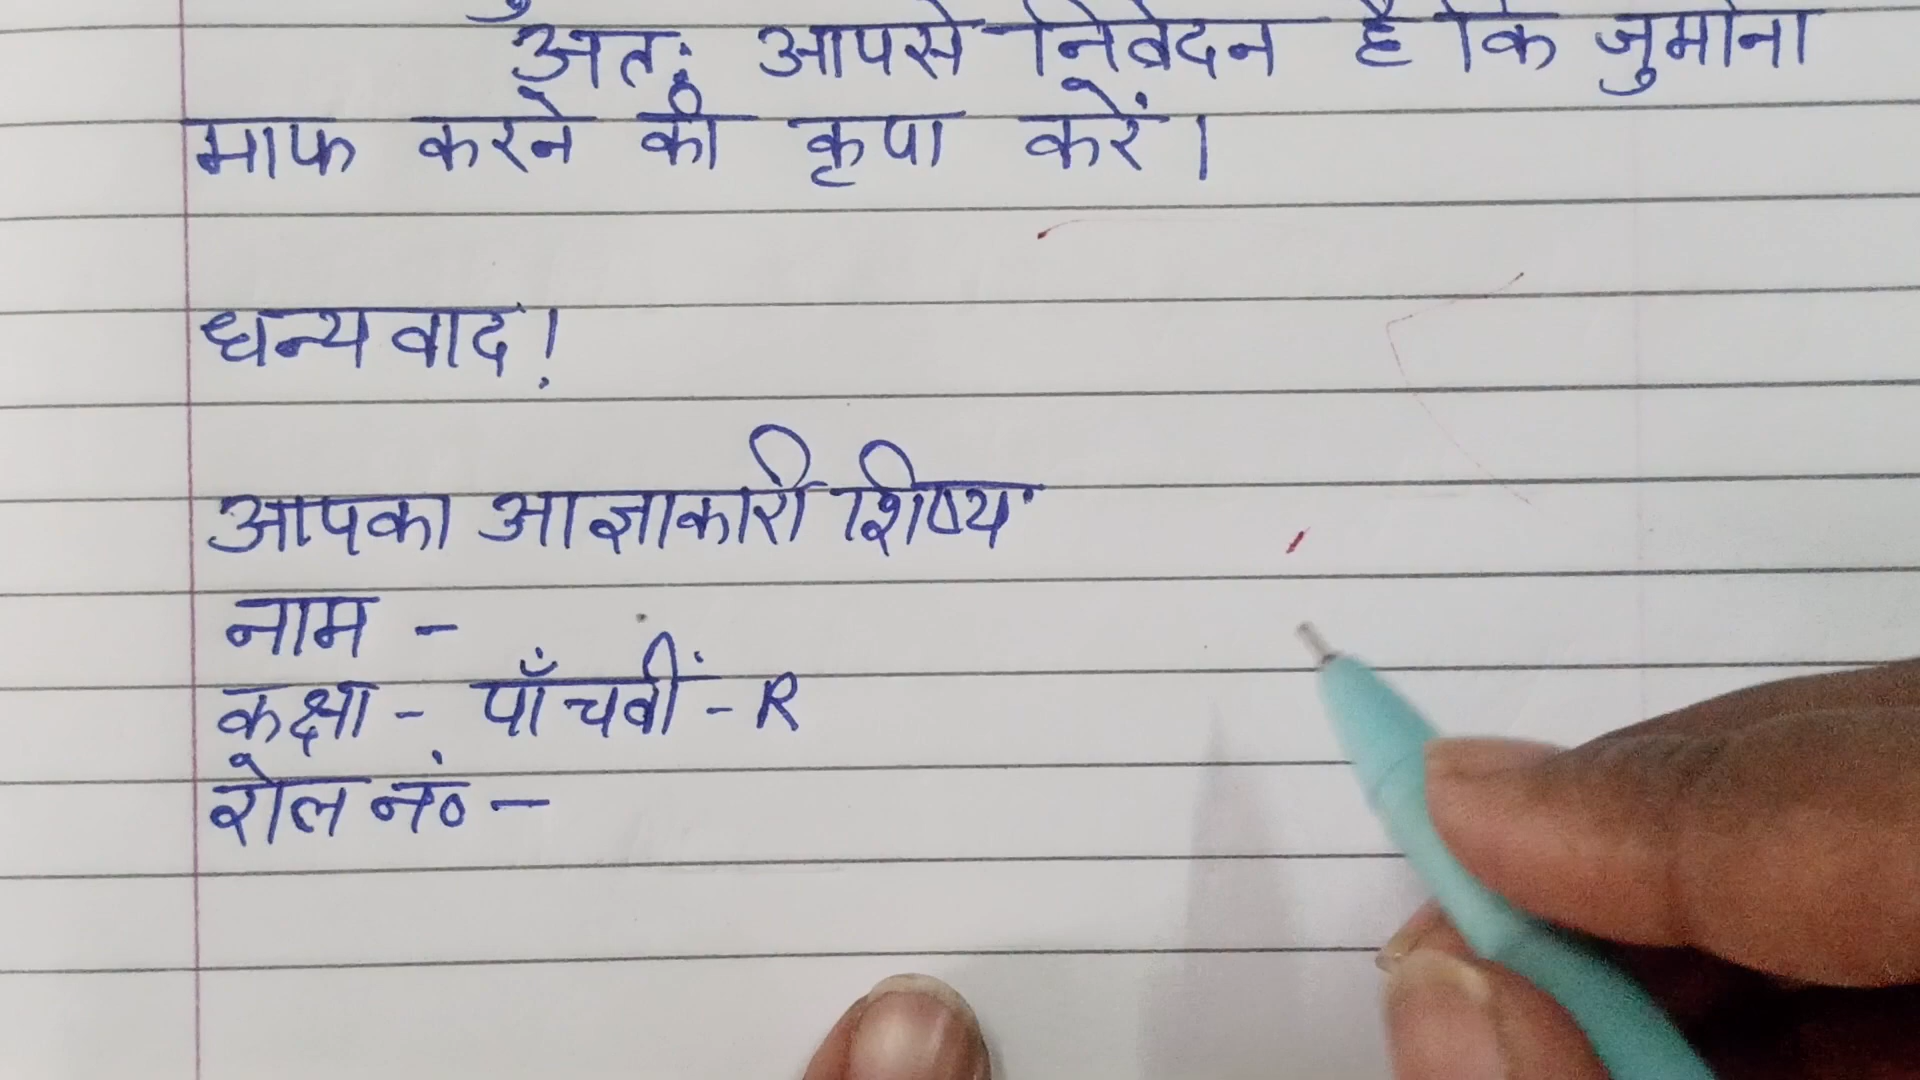 अतः आपसे निवेदन है कि जुर्माना
माफ करने की कृपा करें।
धन्यवाद!
आपका आज्ञाकारी शिष्य
नाम -
कक्षा - पाँचवीं - R
रोल नं० -